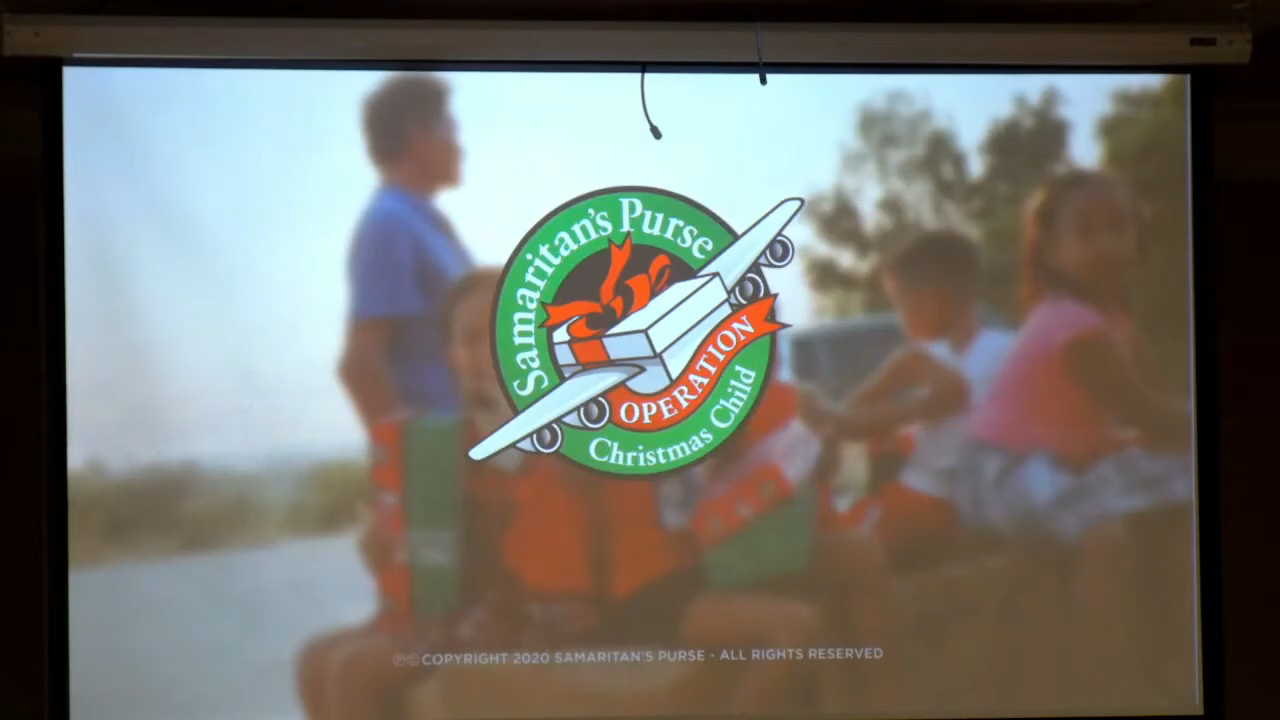 Samaritan's Purse
OPERATION
Christmas Child
℗©COPYRIGHT 2020 SAMARITAN'S PURSE - ALL RIGHTS RESERVED